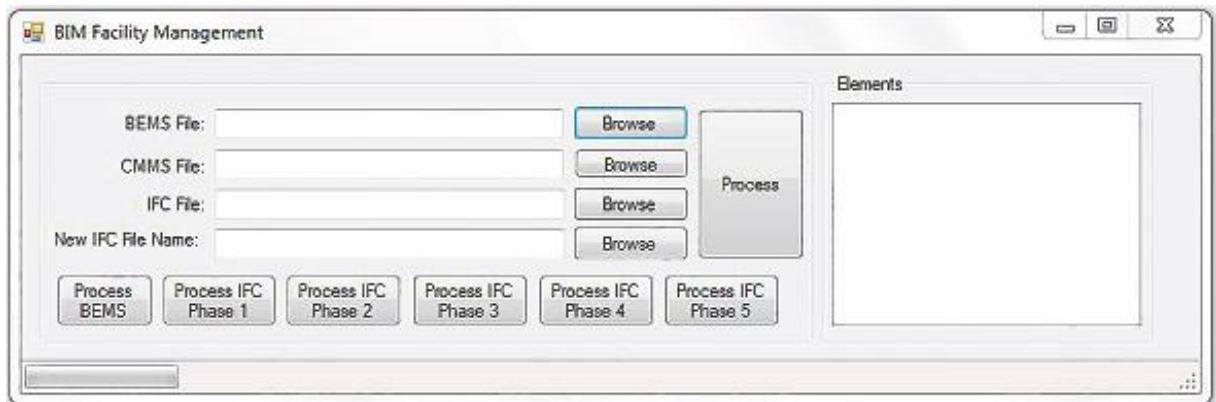 BIM Facility Management
Elements
BEMS File:
Browse
CMMS File:
Browse
Process
IFC File:
Browse
New IFC File Name:
Browse
Process
BEMS
Process IFC
Phase 1
Process IFC
Phase 2
Process IFC
Phase 3
Process IFC
Phase 4
Process IFC
Phase 5